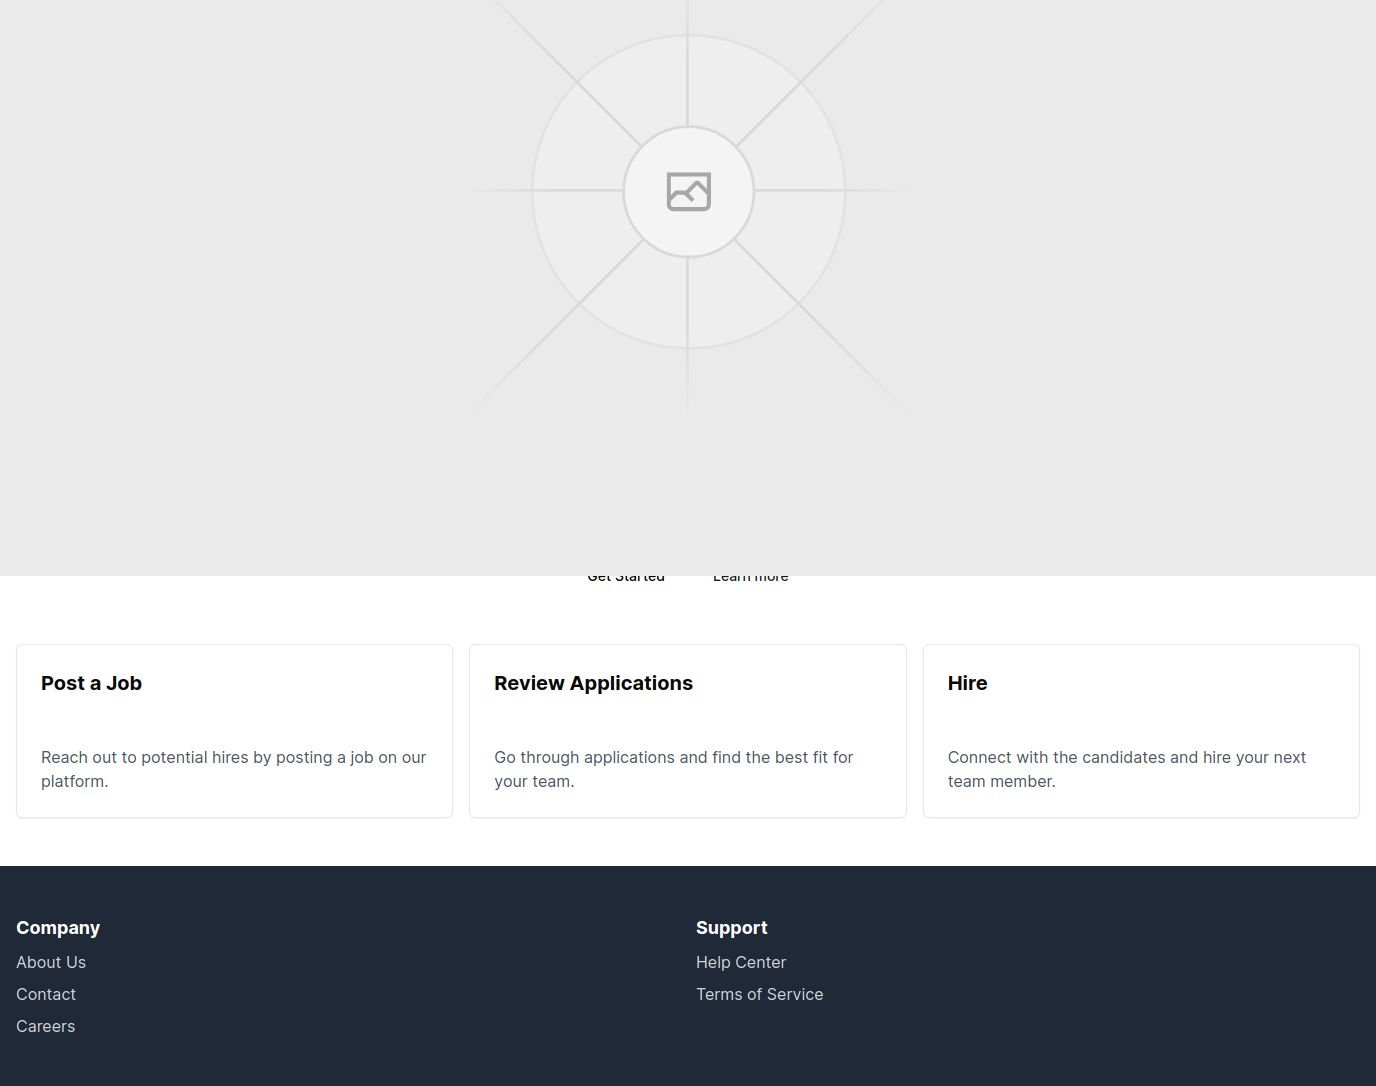 Get Started Learn more
Post a Job
Reach out to potential hires by posting a job on our
platform.
Review Applications
Go through applications and find the best fit for
your team.
Hire
Connect with the candidates and hire your next
team member.
Company
About Us
Contact
Careers
Support
Help Center
Terms of Service